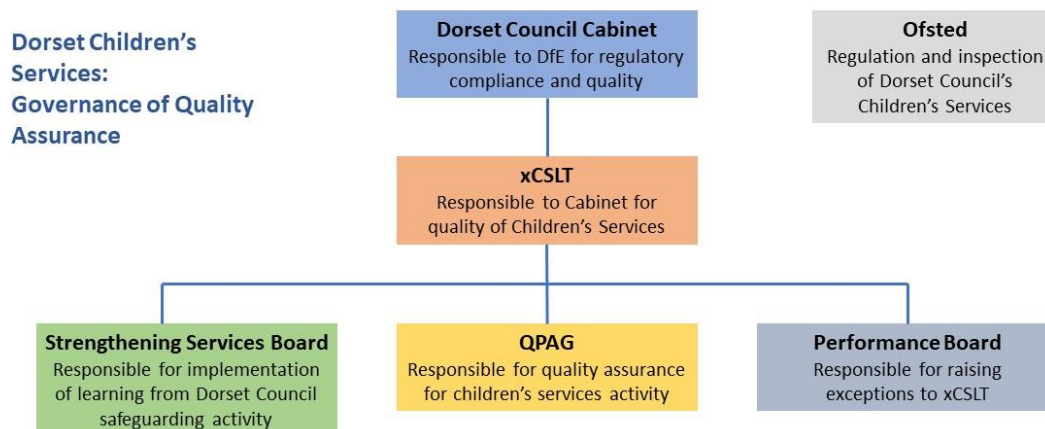 Dorset Children’s
Services:
Governance of Quality
Assurance
Dorset Council Cabinet
Responsible to DfE for regulatory
compliance and quality
Ofsted
Regulation and inspection
of Dorset Council’s
Children’s Services
xCSLT
Responsible to Cabinet for
quality of Children’s Services
Strengthening Services Board
Responsible for implementation
of learning from Dorset Council
safeguarding activity
QPAG
Responsible for quality assurance
for children’s services activity
Performance Board
Responsible for raising
exceptions to xCSLT